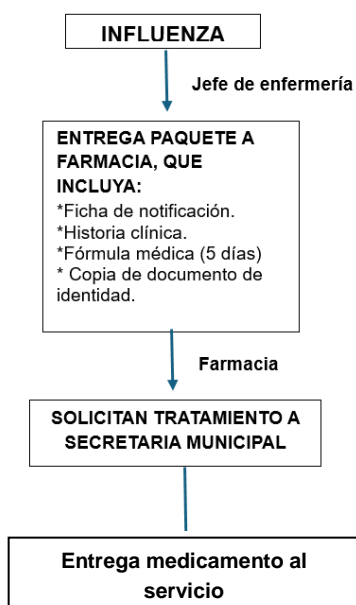 INFLUENZA
Jefe de enfermería
ENTREGA PAQUETE A
FARMACIA, QUE
INCLUYA:
*Ficha de notificación.
*Historia clínica.
*Fórmula médica (5 días)
* Copia de documento de
identidad.
Farmacia
SOLICITAN TRATAMIENTO A
SECRETARIA MUNICIPAL
Entrega medicamento al
servicio